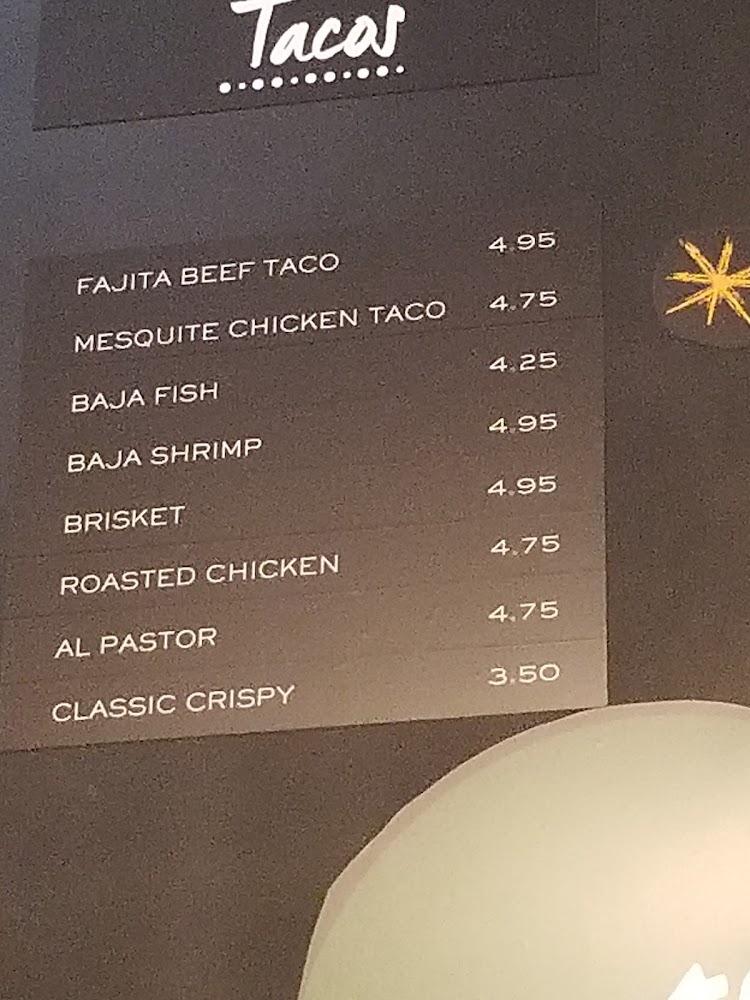 Tacos
FAJITA BEEF TACO 4.95
MESQUITE CHICKEN TACO 4.75
BAJA FISH 4.25
BAJA SHRIMP 4.95
BRISKET 4.95
ROASTED CHICKEN 4.75
AL PASTOR 4.75
CLASSIC CRISPY 3.50